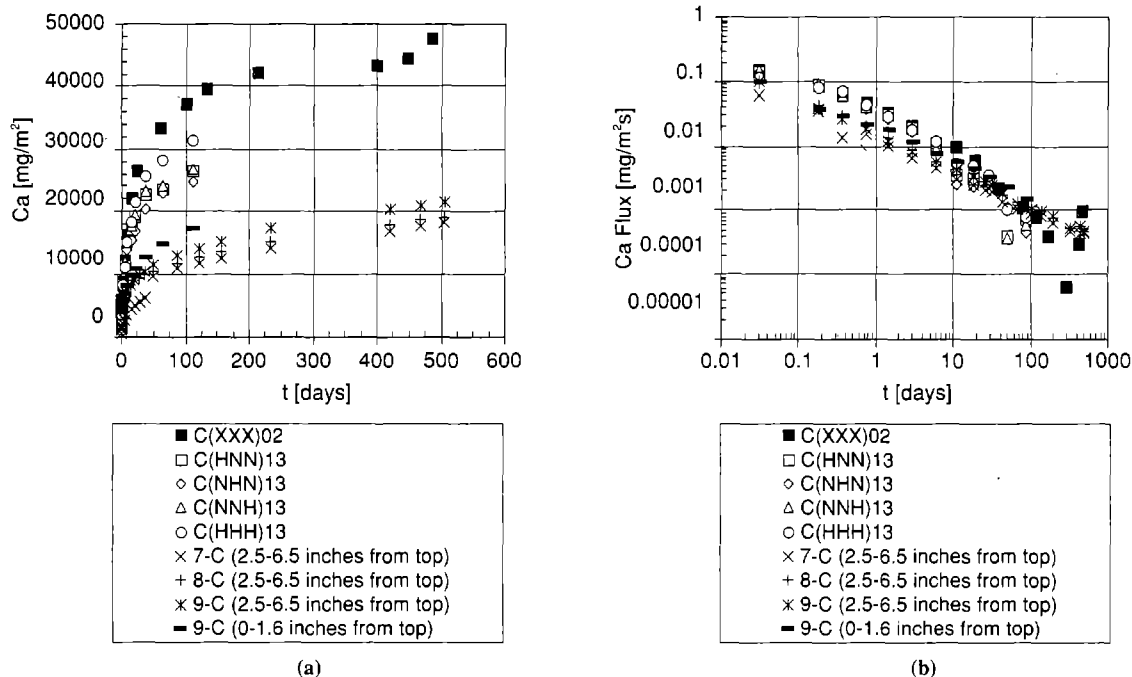 50000
40000
30000
20000
10000
0
Ca [mg/m²]
0 100 200 300 400 500 600
t [days]
■ C(XXX)02
□ C(HNN)13
◇ C(NHN)13
△ C(NNH)13
○ C(HHH)13
× 7-C (2.5-6.5 inches from top)
+ 8-C (2.5-6.5 inches from top)
✳ 9-C (2.5-6.5 inches from top)
━ 9-C (0-1.6 inches from top)
(a)
1
0.1
0.01
0.001
0.0001
0.00001
Ca Flux [mg/m²s]
0.01 0.1 1 10 100 1000
t [days]
■ C(XXX)02
□ C(HNN)13
◇ C(NHN)13
△ C(NNH)13
○ C(HHH)13
× 7-C (2.5-6.5 inches from top)
+ 8-C (2.5-6.5 inches from top)
✳ 9-C (2.5-6.5 inches from top)
━ 9-C (0-1.6 inches from top)
(b)